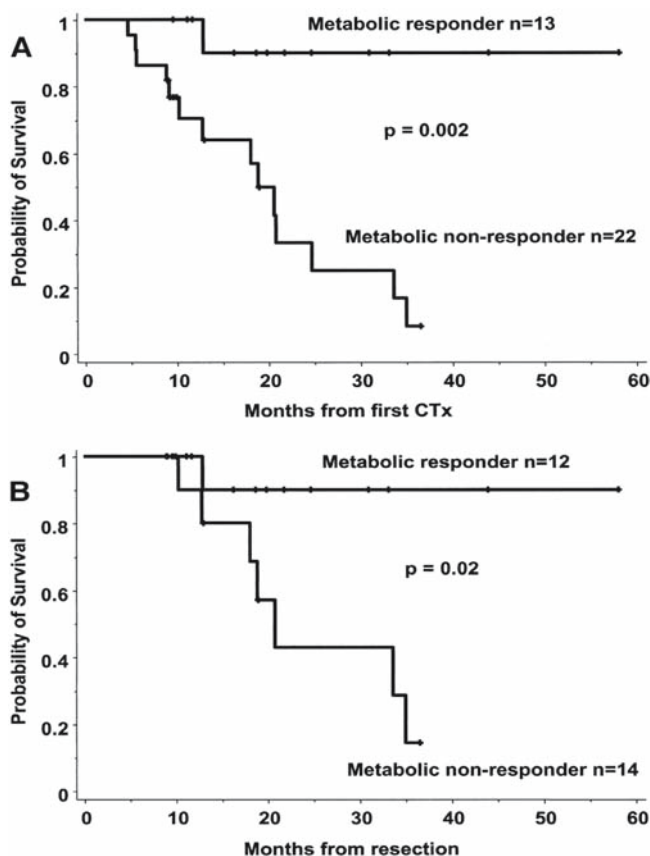 A
Probability of Survival
1
0.8
0.6
0.4
0.2
0
Metabolic responder n=13
p = 0.002
Metabolic non-responder n=22
0 10 20 30 40 50 60
Months from first CTx
B
Probability of Survival
1
0.8
0.6
0.4
0.2
0
Metabolic responder n=12
p = 0.02
Metabolic non-responder n=14
0 10 20 30 40 50 60
Months from resection